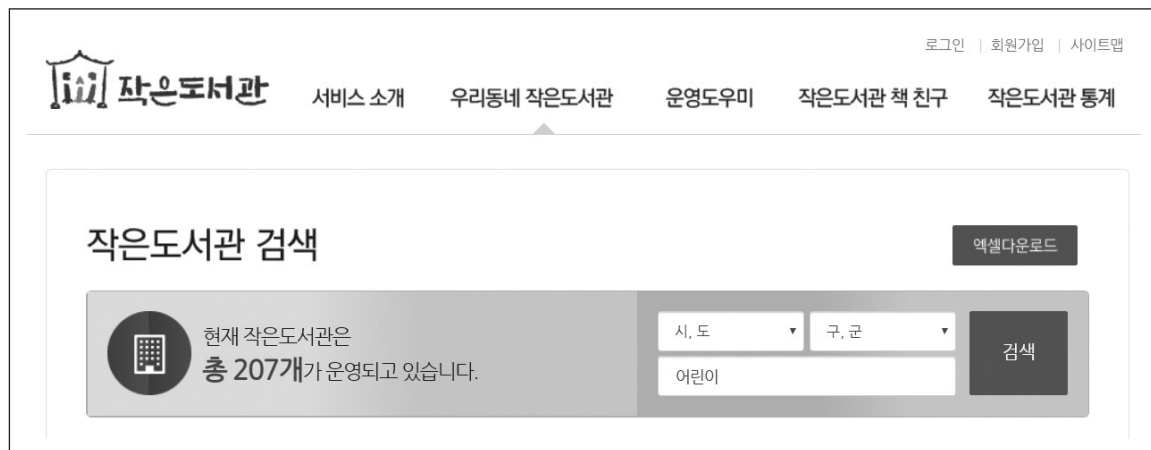 로그인 | 회원가입 | 사이트맵
작은도서관 서비스 소개 우리동네 작은도서관 운영도우미 작은도서관 책 친구 작은도서관 통계
작은도서관 검색
엑셀다운로드
현재 작은도서관은
총 207개가 운영되고 있습니다.
시, 도 구, 군
어린이
검색